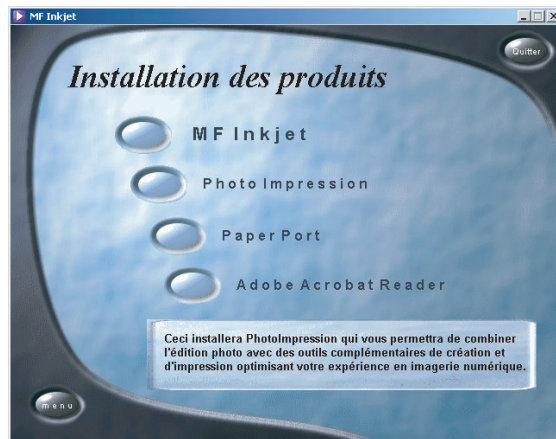 MF Inkjet
Quitter
Installation des produits
MF Inkjet
Photo Impression
Paper Port
Adobe Acrobat Reader
Ceci installera PhotoImpression qui vous permettra de combiner
l'édition photo avec des outils complémentaires de création et
d'impression optimisant votre expérience en imagerie numérique.
menu